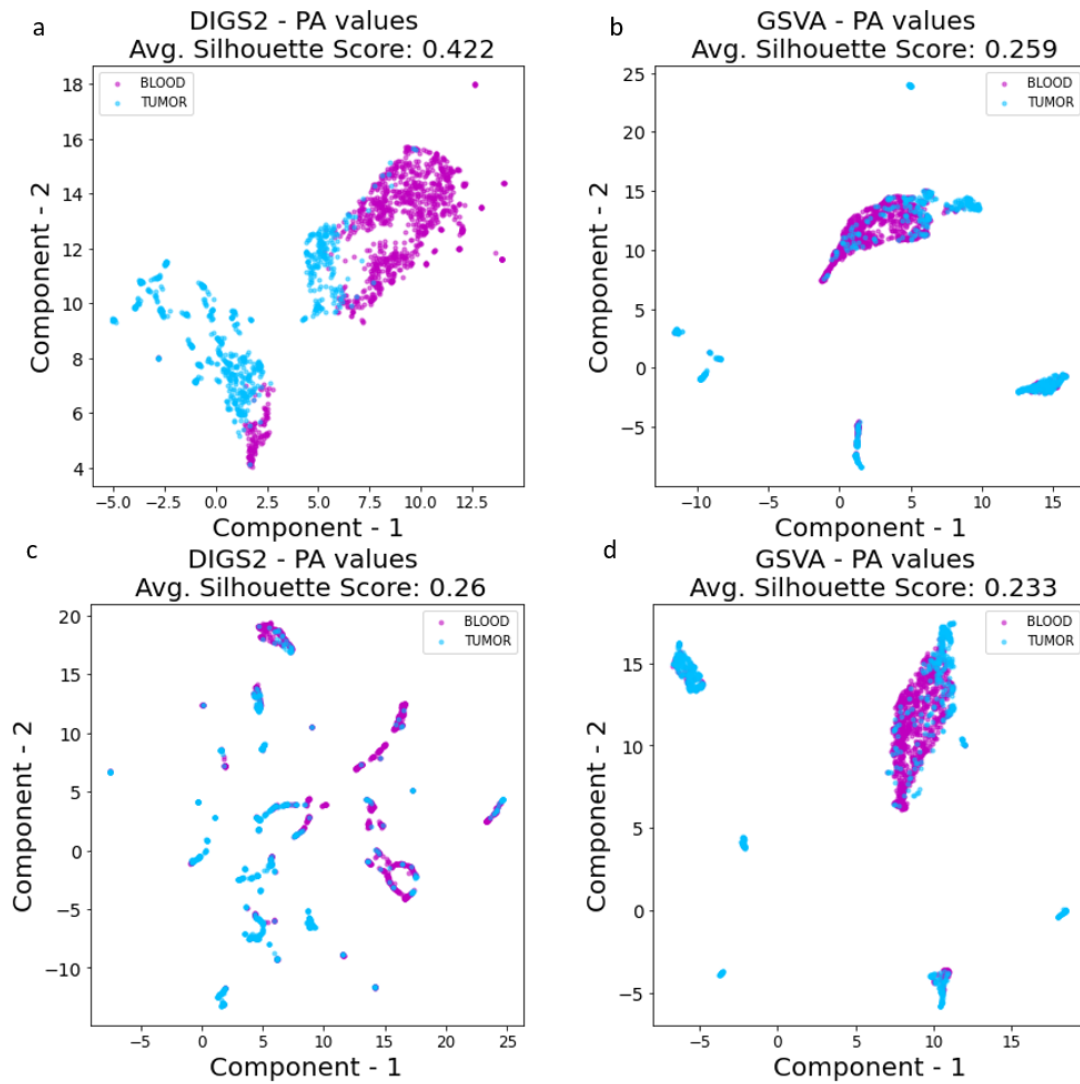 a
DIGS2 - PA values
Avg. Silhouette Score: 0.422
BLOOD
TUMOR
18
16
14
12
10
8
6
4
Component - 2
−5.0 −2.5 0.0 2.5 5.0 7.5 10.0 12.5
Component - 1
b
GSVA - PA values
Avg. Silhouette Score: 0.259
BLOOD
TUMOR
25
20
15
10
5
0
−5
Component - 2
−10 −5 0 5 10 15
Component - 1
c
DIGS2 - PA values
Avg. Silhouette Score: 0.26
BLOOD
TUMOR
20
15
10
5
0
−5
−10
Component - 2
−5 0 5 10 15 20 25
Component - 1
d
GSVA - PA values
Avg. Silhouette Score: 0.233
BLOOD
TUMOR
15
10
5
0
−5
Component - 2
−5 0 5 10 15
Component - 1